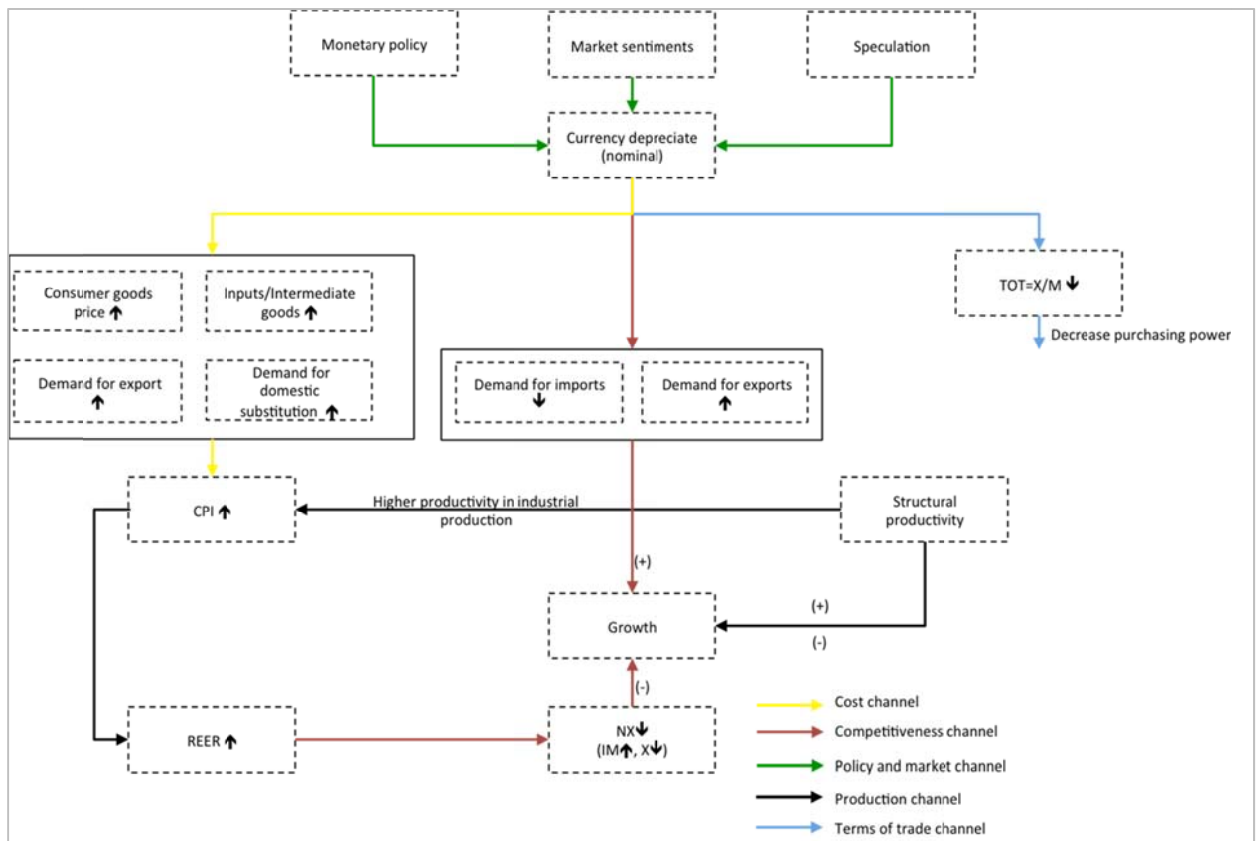 Monetary policy
Market sentiments
Speculation
Currency depreciate
(nominal)
Consumer goods
price ↑
Inputs/Intermediate
goods ↑
TOT=X/M ↓
Decrease purchasing power
Demand for export
↑
Demand for
domestic
substitution ↑
Demand for imports
↓
Demand for exports
↑
CPI ↑
Higher productivity in industrial
production
Structural
productivity
(+)
Growth
(+)
(-)
(-)
REER ↑
NX↓
(IM↑, X↓)
Cost channel
Competitiveness channel
Policy and market channel
Production channel
Terms of trade channel